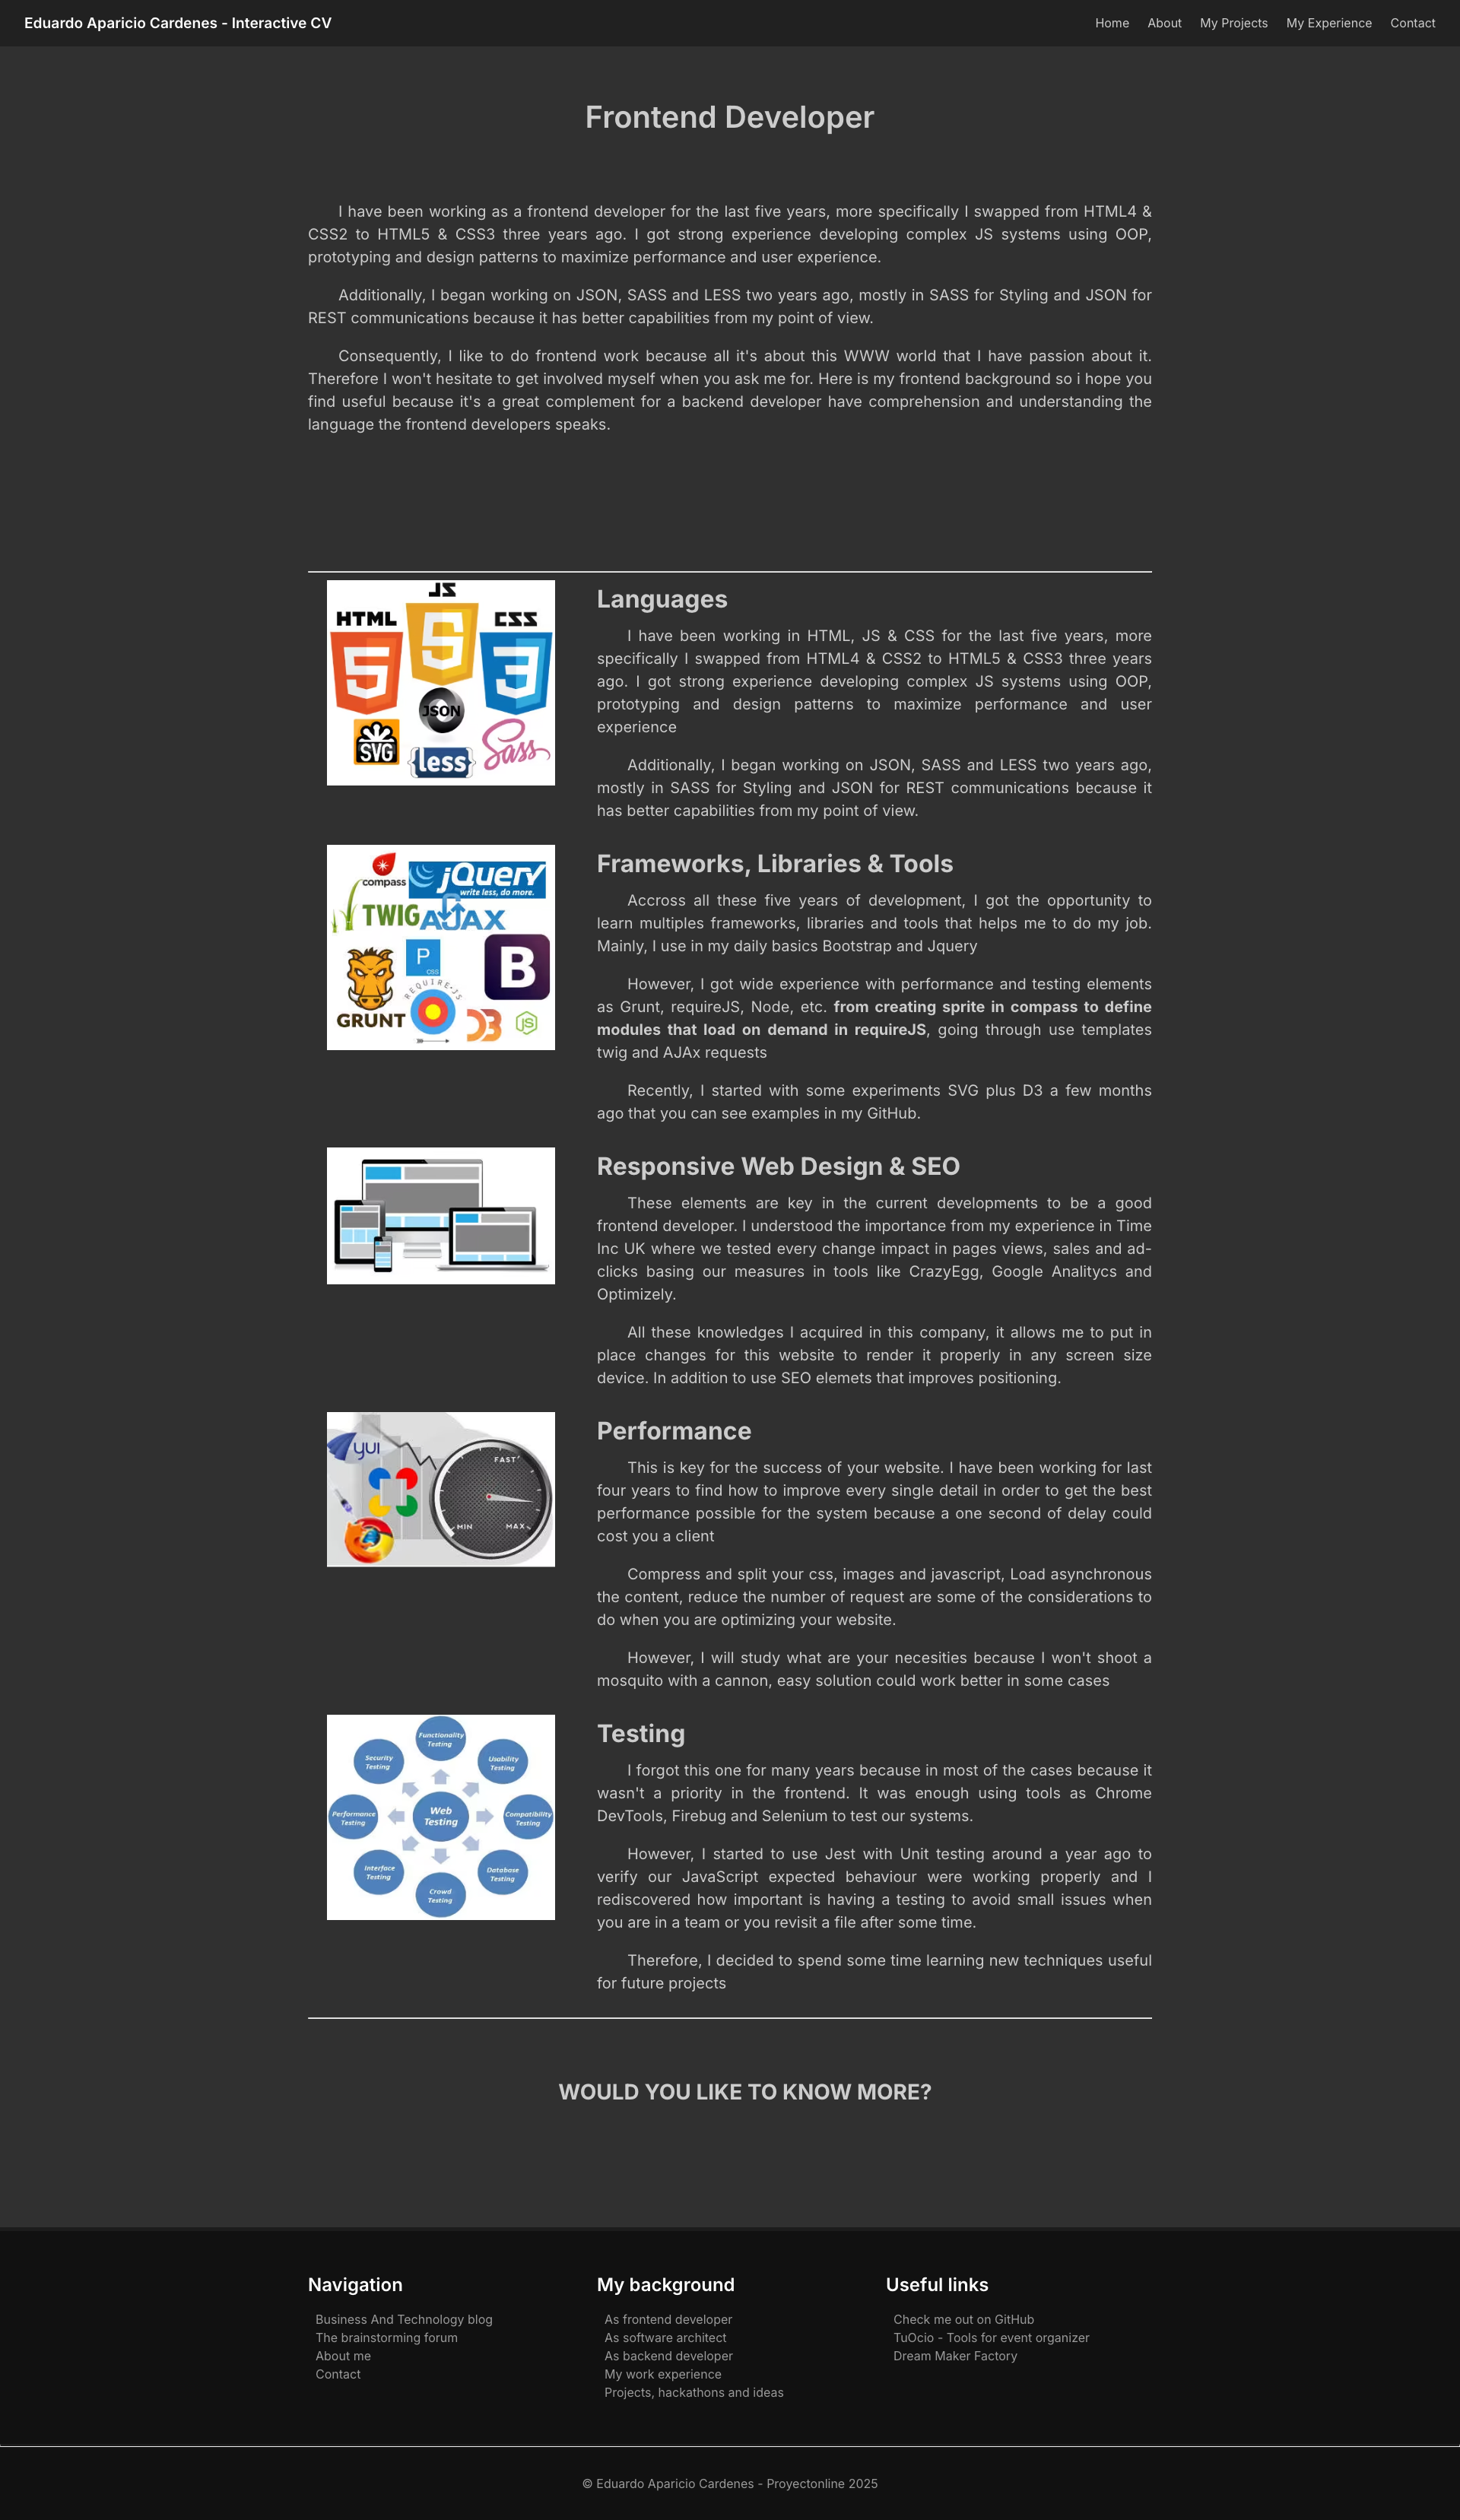 Eduardo Aparicio Cardenes - Interactive CV
Home About My Projects My Experience Contact
Frontend Developer
I have been working as a frontend developer for the last five years, more specifically I swapped from HTML4 &
CSS2 to HTML5 & CSS3 three years ago. I got strong experience developing complex JS systems using OOP,
prototyping and design patterns to maximize performance and user experience.
Additionally, I began working on JSON, SASS and LESS two years ago, mostly in SASS for Styling and JSON for
REST communications because it has better capabilities from my point of view.
Consequently, I like to do frontend work because all it's about this WWW world that I have passion about it.
Therefore I won't hesitate to get involved myself when you ask me for. Here is my frontend background so i hope you
find useful because it's a great complement for a backend developer have comprehension and understanding the
language the frontend developers speaks.
JS
HTML
CSS
5
5
3
JSON
SVG
{less}
Sass
Languages
I have been working in HTML, JS & CSS for the last five years, more
specifically I swapped from HTML4 & CSS2 to HTML5 & CSS3 three years
ago. I got strong experience developing complex JS systems using OOP,
prototyping and design patterns to maximize performance and user
experience
Additionally, I began working on JSON, SASS and LESS two years ago,
mostly in SASS for Styling and JSON for REST communications because it
has better capabilities from my point of view.
compass
jQuery
write less, do more.
TWIG
AJAX
P
css
B
REQUIREJS
GRUNT
D3
JS
Frameworks, Libraries & Tools
Accross all these five years of development, I got the opportunity to
learn multiples frameworks, libraries and tools that helps me to do my job.
Mainly, I use in my daily basics Bootstrap and Jquery
However, I got wide experience with performance and testing elements
as Grunt, requireJS, Node, etc. from creating sprite in compass to define
modules that load on demand in requireJS, going through use templates
twig and AJAx requests
Recently, I started with some experiments SVG plus D3 a few months
ago that you can see examples in my GitHub.
Responsive Web Design & SEO
These elements are key in the current developments to be a good
frontend developer. I understood the importance from my experience in Time
Inc UK where we tested every change impact in pages views, sales and ad-
clicks basing our measures in tools like CrazyEgg, Google Analitycs and
Optimizely.
All these knowledges I acquired in this company, it allows me to put in
place changes for this website to render it properly in any screen size
device. In addition to use SEO elemets that improves positioning.
YUI
FAST
MIN
MAX
Performance
This is key for the success of your website. I have been working for last
four years to find how to improve every single detail in order to get the best
performance possible for the system because a one second of delay could
cost you a client
Compress and split your css, images and javascript, Load asynchronous
the content, reduce the number of request are some of the considerations to
do when you are optimizing your website.
However, I will study what are your necesities because I won't shoot a
mosquito with a cannon, easy solution could work better in some cases
Functionality Testing
Security Testing
Usability Testing
Performance Testing
Web Testing
Compatibility Testing
Interface Testing
Database Testing
Crowd Testing
Testing
I forgot this one for many years because in most of the cases because it
wasn't a priority in the frontend. It was enough using tools as Chrome
DevTools, Firebug and Selenium to test our systems.
However, I started to use Jest with Unit testing around a year ago to
verify our JavaScript expected behaviour were working properly and I
rediscovered how important is having a testing to avoid small issues when
you are in a team or you revisit a file after some time.
Therefore, I decided to spend some time learning new techniques useful
for future projects
WOULD YOU LIKE TO KNOW MORE?
Navigation
Business And Technology blog
The brainstorming forum
About me
Contact
My background
As frontend developer
As software architect
As backend developer
My work experience
Projects, hackathons and ideas
Useful links
Check me out on GitHub
TuOcio - Tools for event organizer
Dream Maker Factory
© Eduardo Aparicio Cardenes - Proyectonline 2025